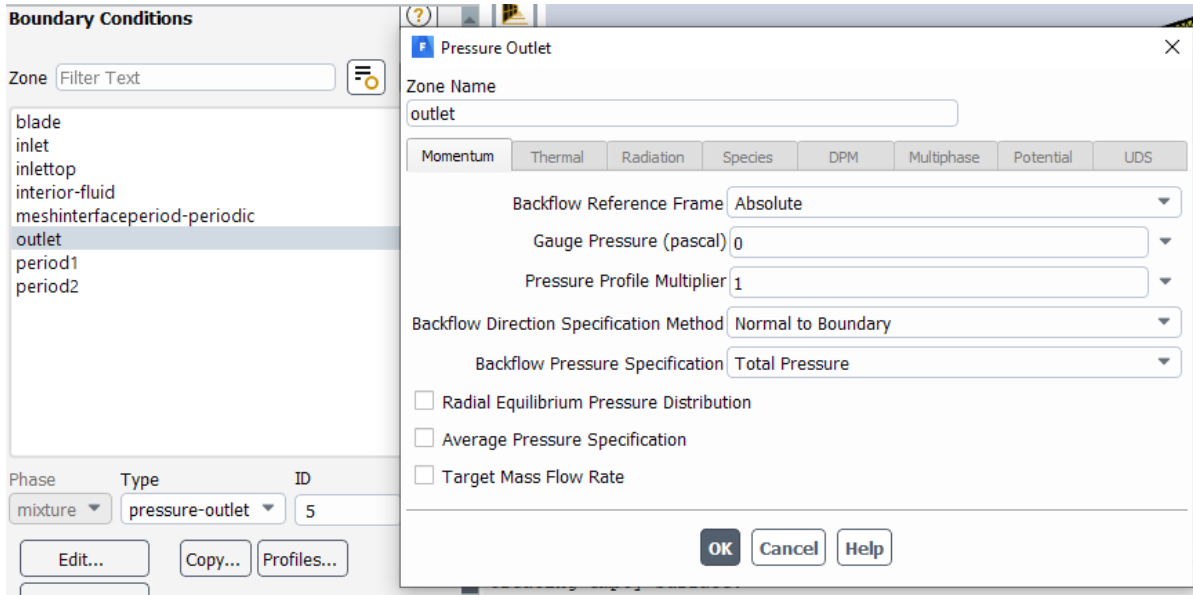 Boundary Conditions
?
Zone Filter Text
blade
inlet
inlettop
interior-fluid
meshinterfaceperiod-periodic
outlet
period1
period2
Phase Type ID
mixture pressure-outlet 5
Edit... Copy... Profiles...
F Pressure Outlet
Zone Name
outlet
Momentum Thermal Radiation Species DPM Multiphase Potential UDS
Backflow Reference Frame Absolute
Gauge Pressure (pascal) 0
Pressure Profile Multiplier 1
Backflow Direction Specification Method Normal to Boundary
Backflow Pressure Specification Total Pressure
Radial Equilibrium Pressure Distribution
Average Pressure Specification
Target Mass Flow Rate
OK Cancel Help